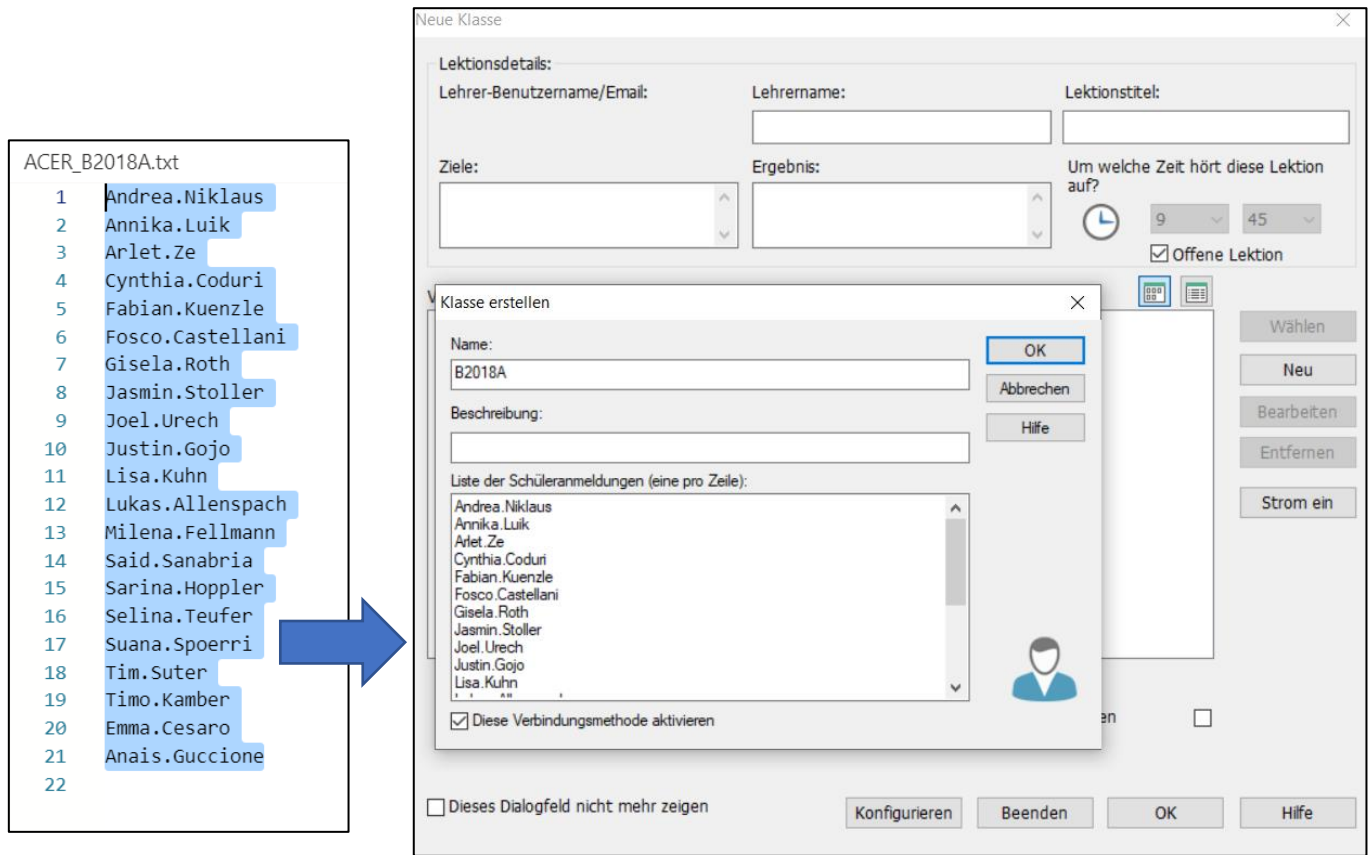 ACER_B2018A.txt
1 Andrea.Niklaus
2 Annika.Luik
3 Arlet.Ze
4 Cynthia.Coduri
5 Fabian.Kuenzle
6 Fosco.Castellani
7 Gisela.Roth
8 Jasmin.Stoller
9 Joel.Urech
10 Justin.Gojo
11 Lisa.Kuhn
12 Lukas.Allenspach
13 Milena.Fellmann
14 Said.Sanabria
15 Sarina.Hoppler
16 Selina.Teufer
17 Suana.Spoerri
18 Tim.Suter
19 Timo.Kamber
20 Emma.Cesaro
21 Anais.Guccione
22
Neue Klasse
Lektionsdetails:
Lehrer-Benutzername/Email: Lehrername: Lektionstitel:
Ziele: Ergebnis: Um welche Zeit hört diese Lektion
auf?
9 45
Offene Lektion
Klasse erstellen
Name:
B2018A
Beschreibung:
Liste der Schüleranmeldungen (eine pro Zeile):
Andrea.Niklaus
Annika.Luik
Arlet.Ze
Cynthia.Coduri
Fabian.Kuenzle
Fosco.Castellani
Gisela.Roth
Jasmin.Stoller
Joel.Urech
Justin.Gojo
Lisa.Kuhn
Diese Verbindungsmethode aktivieren
OK
Abbrechen
Hilfe
Wählen
Neu
Bearbeiten
Entfernen
Strom ein
en
Dieses Dialogfeld nicht mehr zeigen
Konfigurieren Beenden OK Hilfe